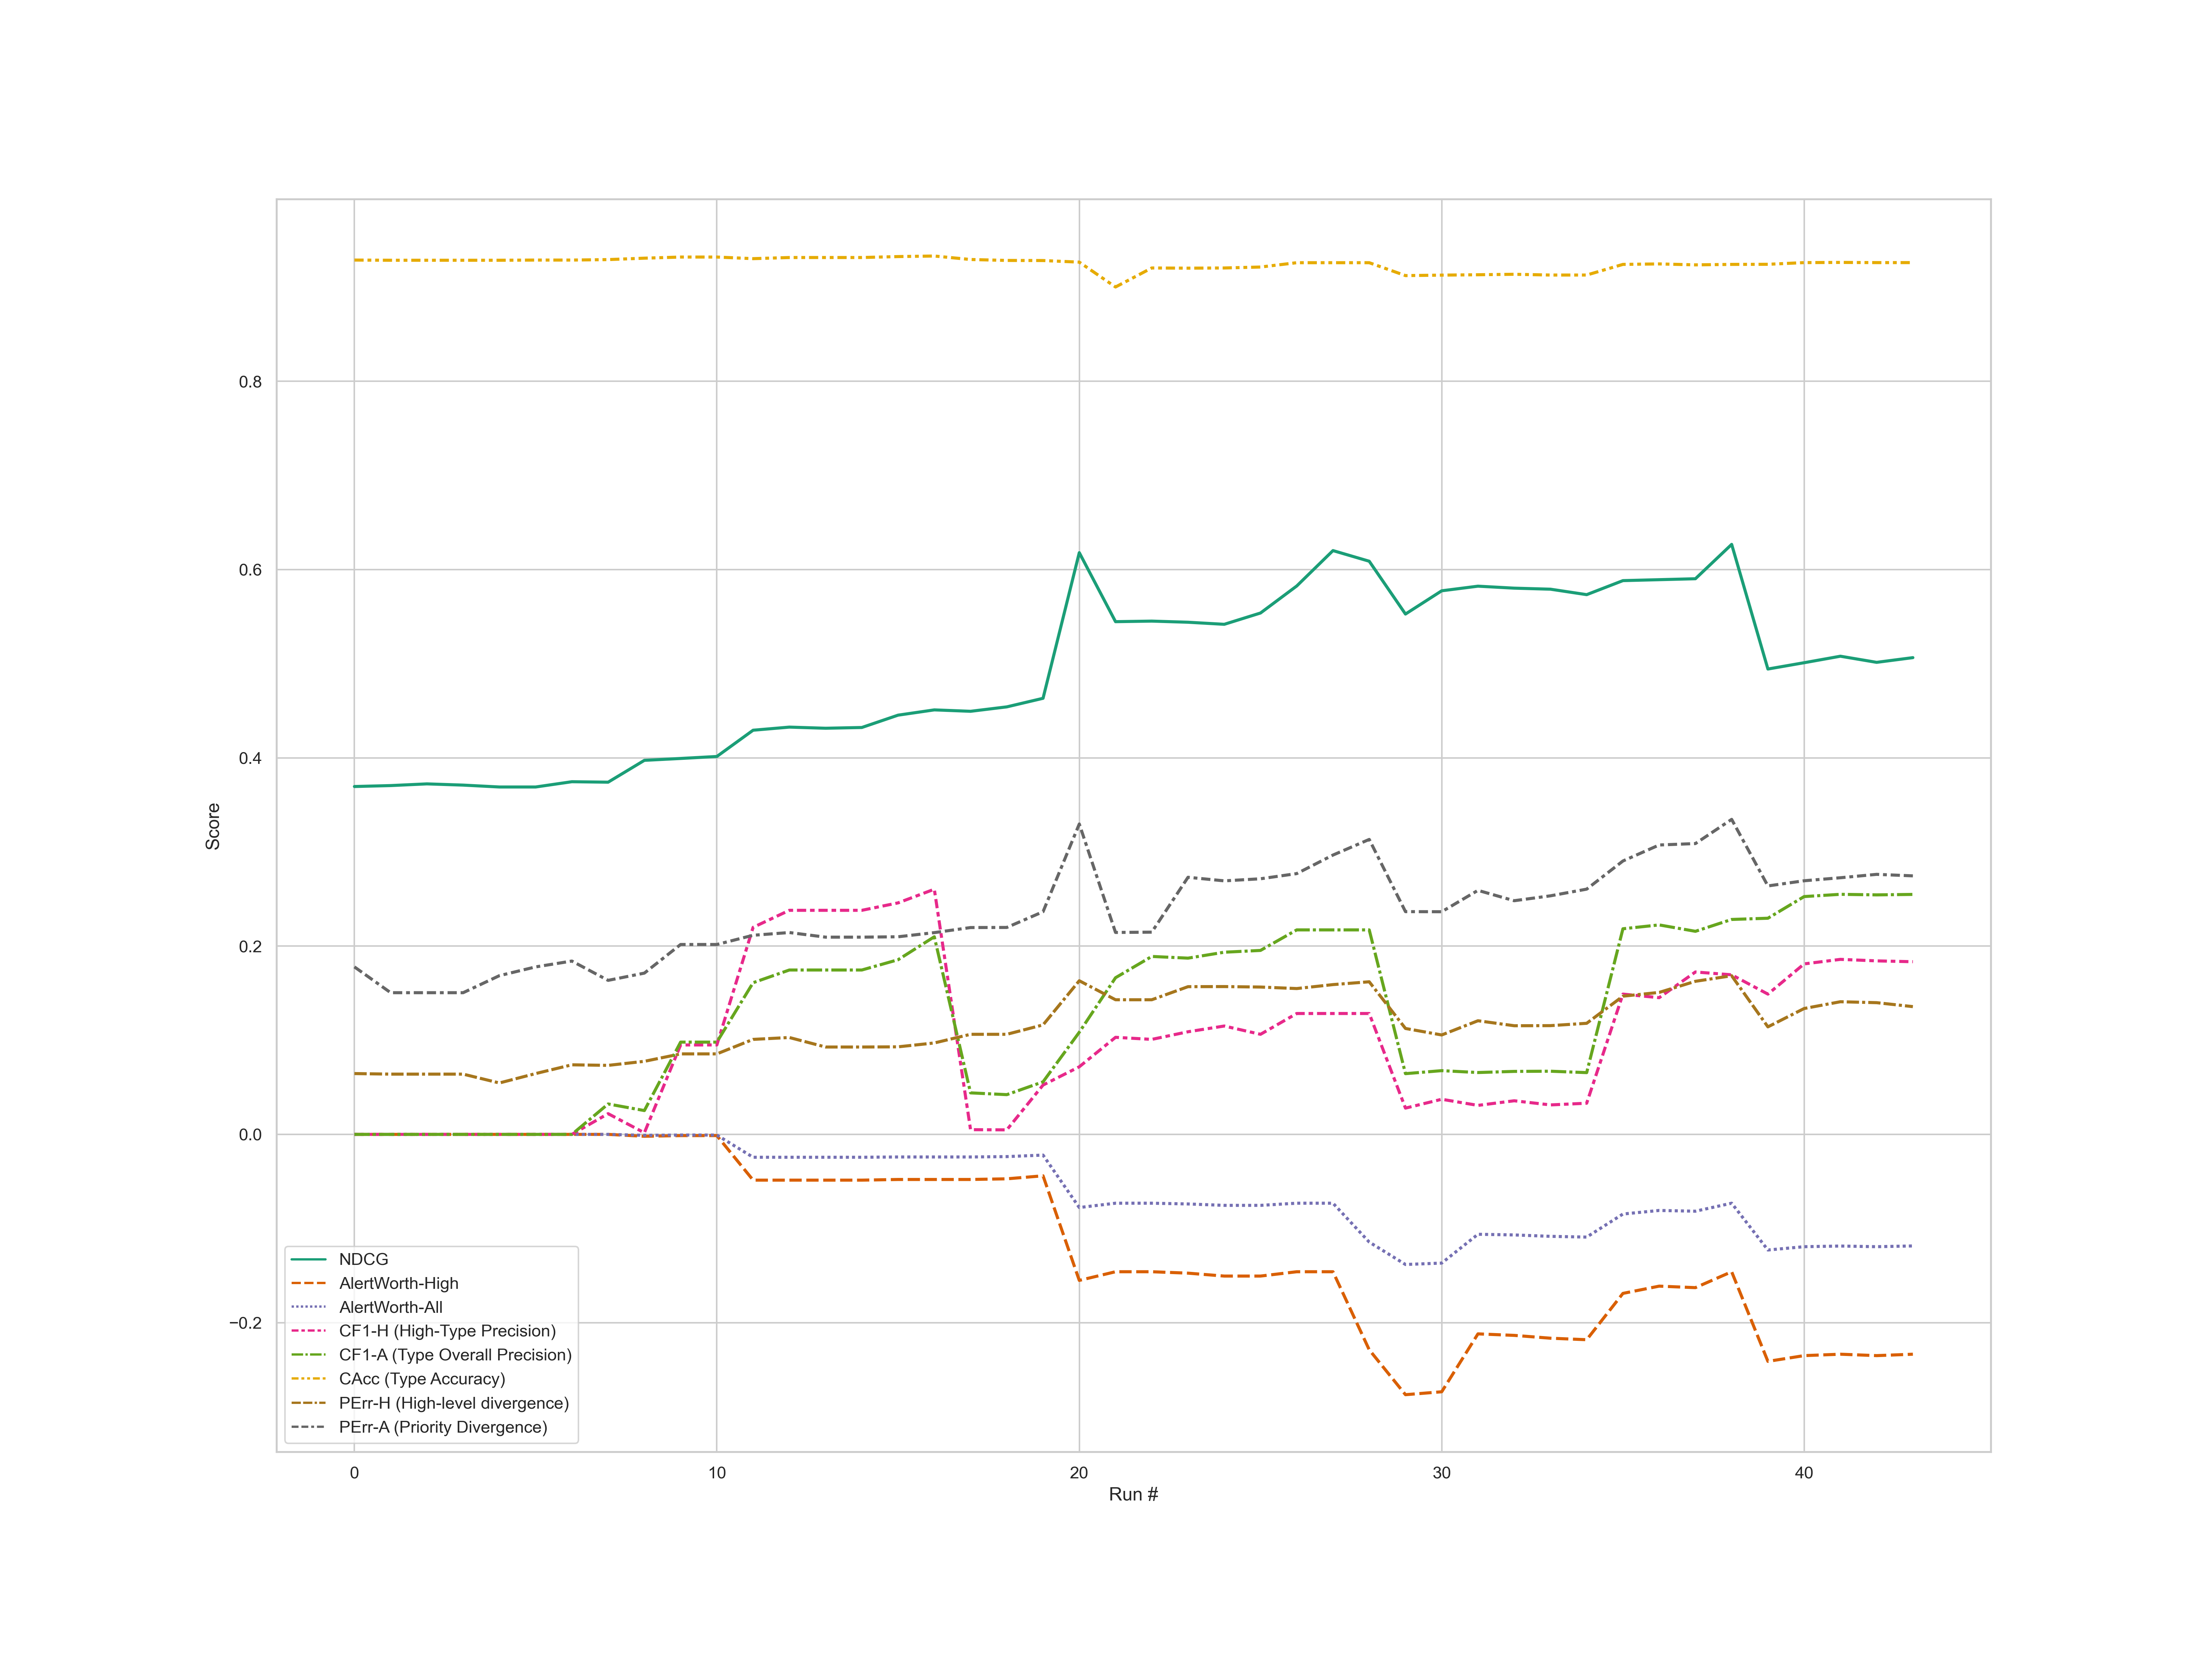 0.8
0.6
0.4
0.2
0.0
−0.2
Score
NDCG
AlertWorth-High
AlertWorth-All
CF1-H (High-Type Precision)
CF1-A (Type Overall Precision)
CAcc (Type Accuracy)
PErr-H (High-level divergence)
PErr-A (Priority Divergence)
0 10 20 30 40
Run #